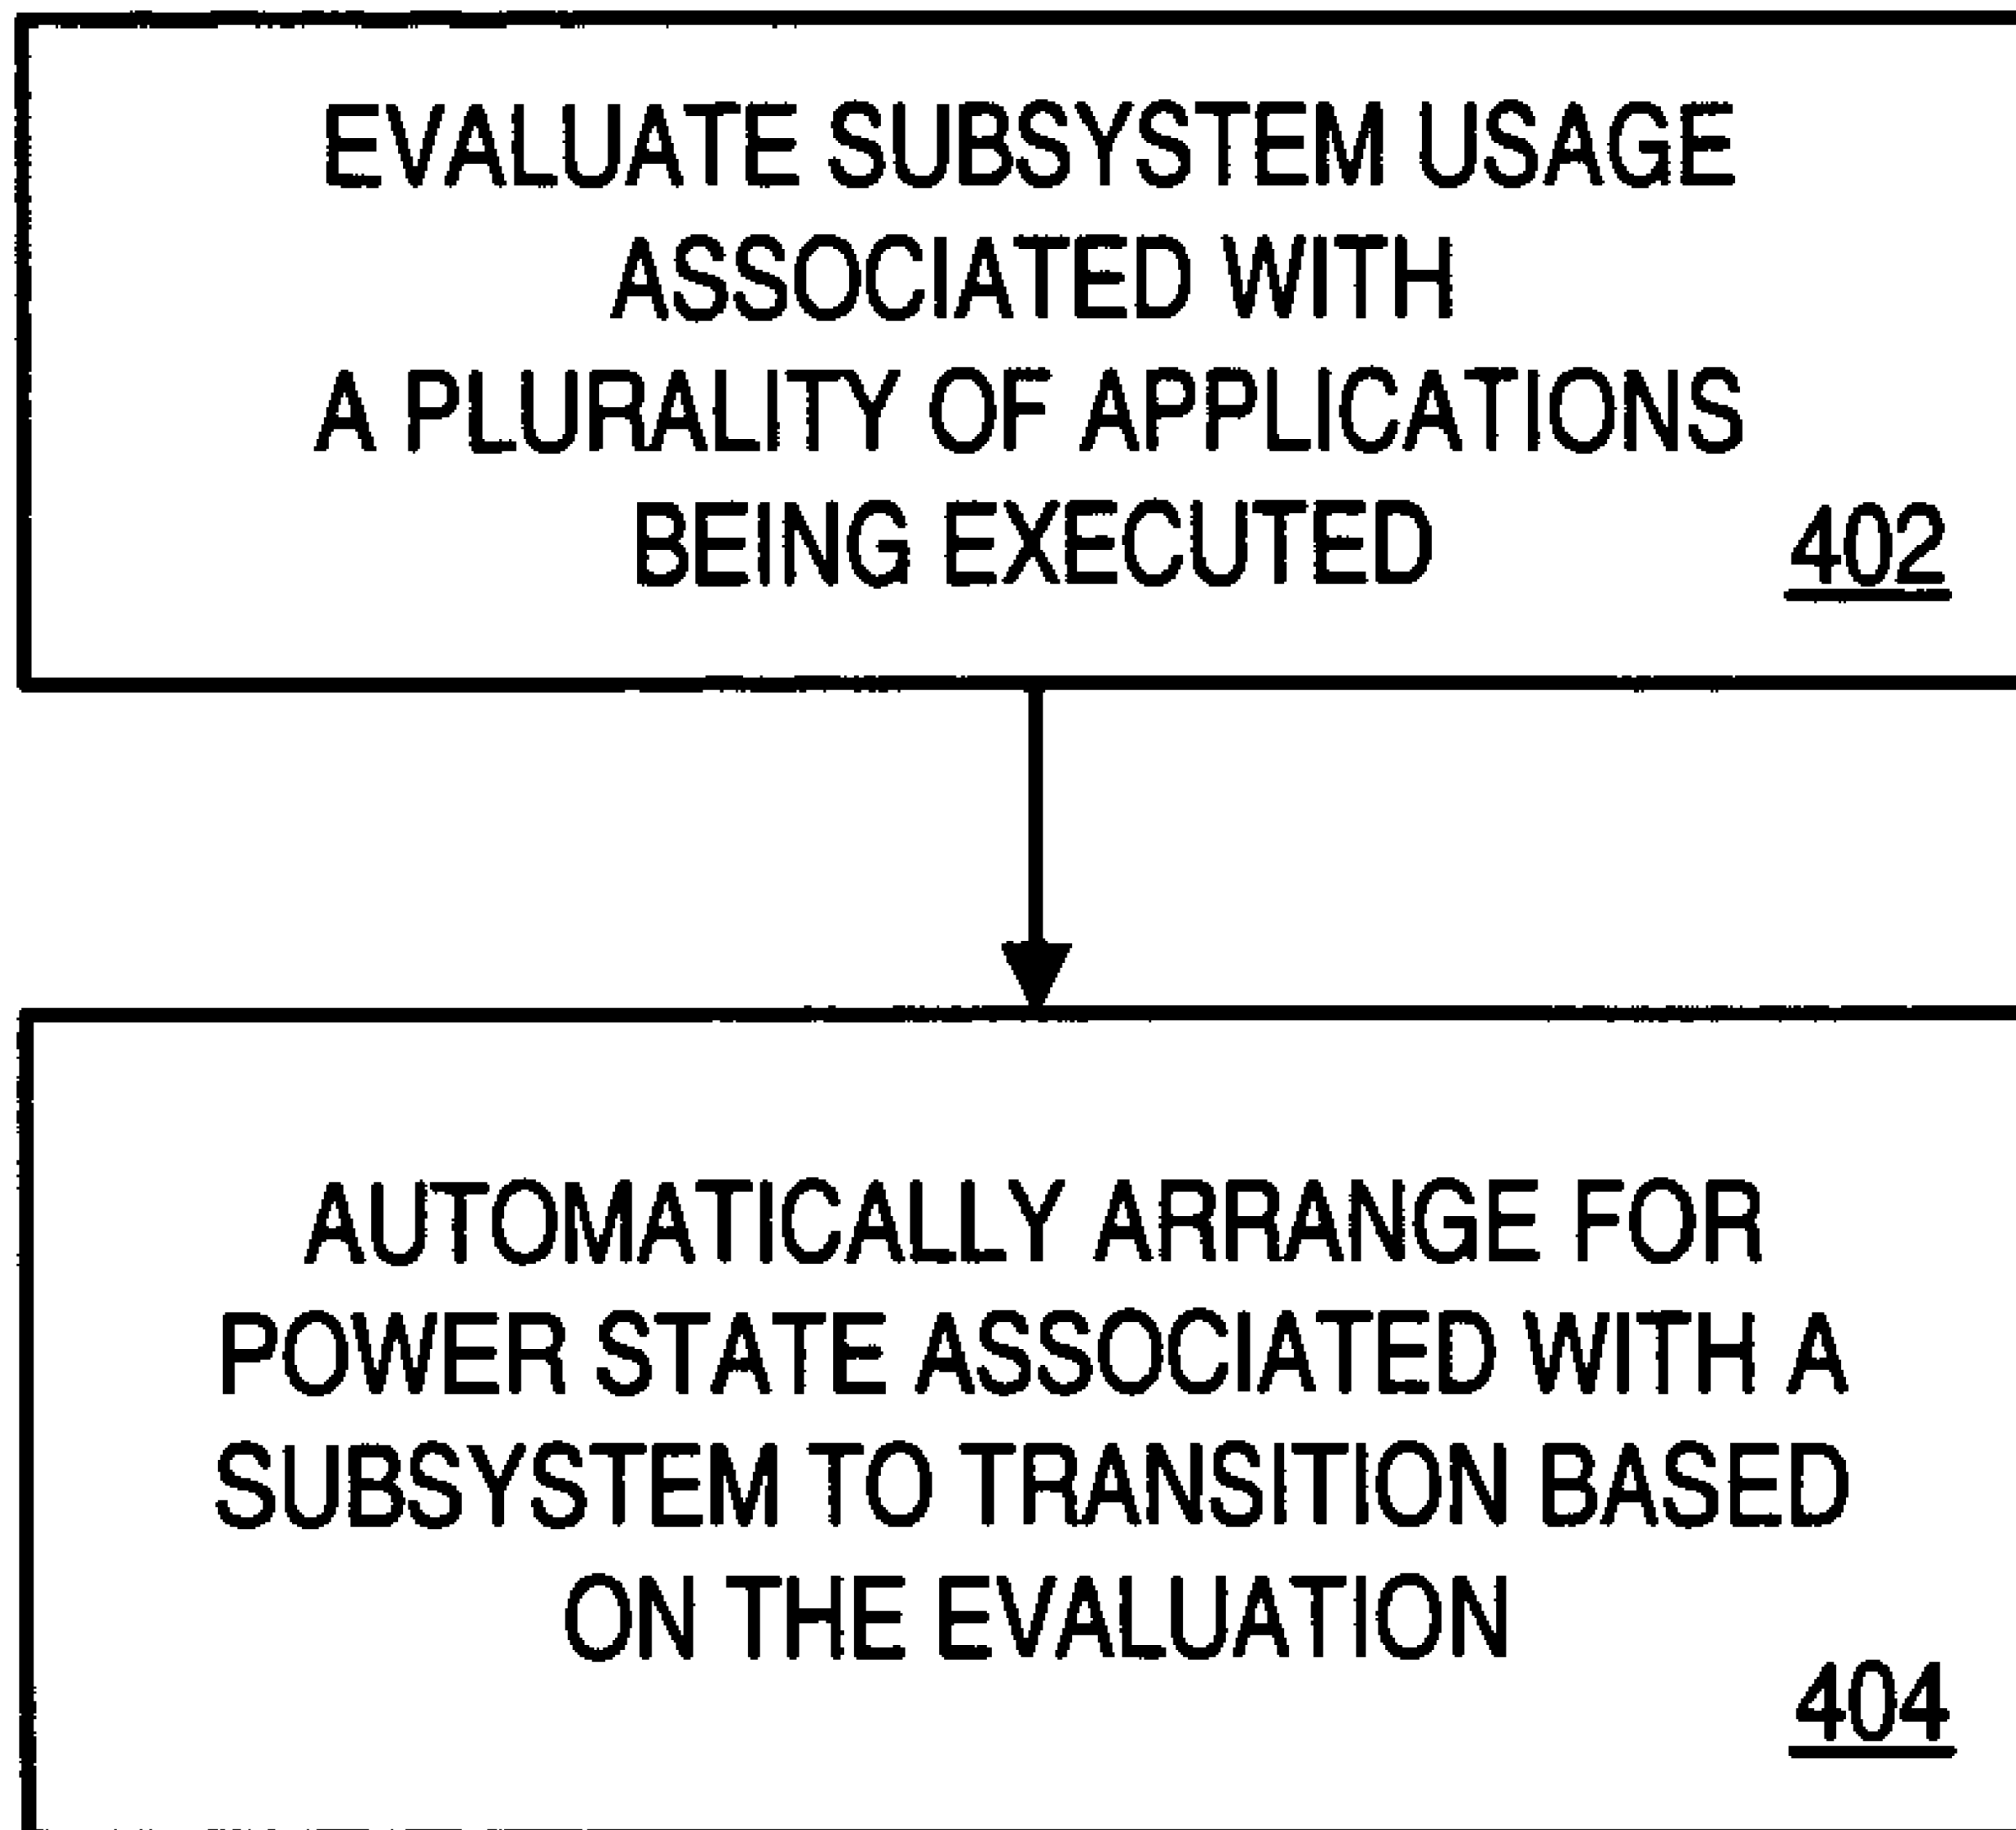 EVALUATE SUBSYSTEM USAGE
ASSOCIATED WITH
A PLURALITY OF APPLICATIONS
BEING EXECUTED
402
AUTOMATICALLY ARRANGE FOR
POWER STATE ASSOCIATED WITH A
SUBSYSTEM TO TRANSITION BASED
ON THE EVALUATION
404